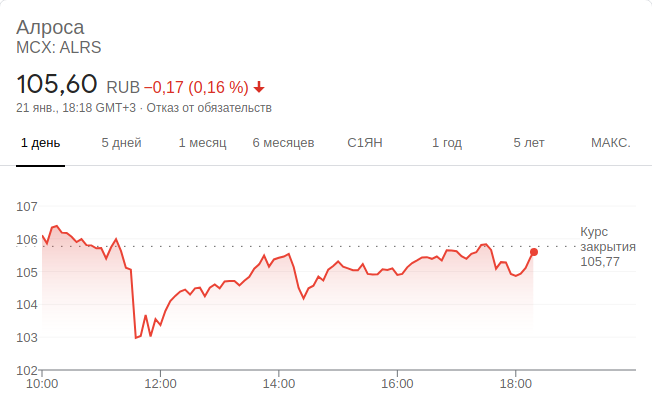 Алроса
MCX: ALRS
105,60 RUB −0,17 (0,16 %)
21 янв., 18:18 GMT+3 · Отказ от обязательств
1 день 5 дней 1 месяц 6 месяцев С1ЯН 1 год 5 лет МАКС.
107
106
105
104
103
102
Курс
закрытия
105,77
10:00 12:00 14:00 16:00 18:00